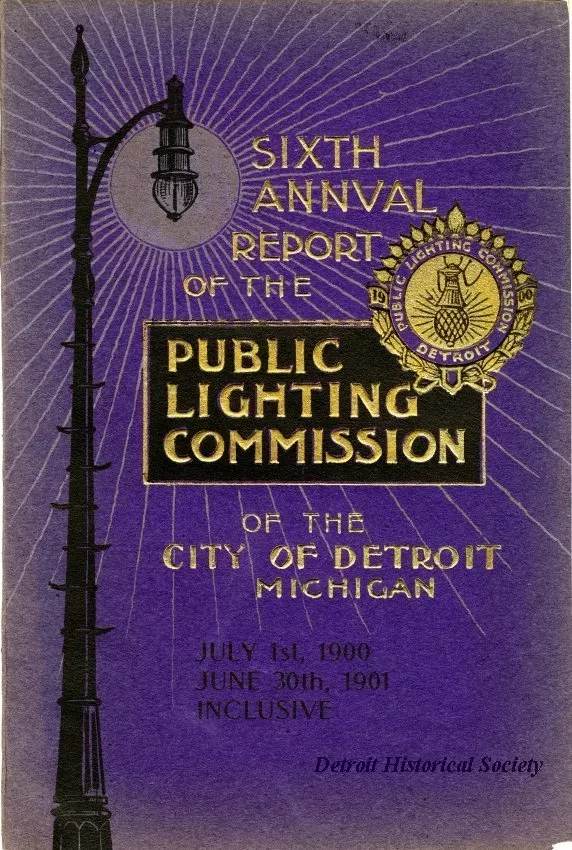 SIXTH
ANNVAL
REPORT
OF THE
PUBLIC LIGHTING COMMISSION
19 00
DETROIT
PUBLIC
LIGHTING
COMMISSION
OF THE
CITY OF DETROIT
MICHIGAN
JULY 1st, 1900
JUNE 30th, 1901
INCLUSIVE
Detroit Historical Society